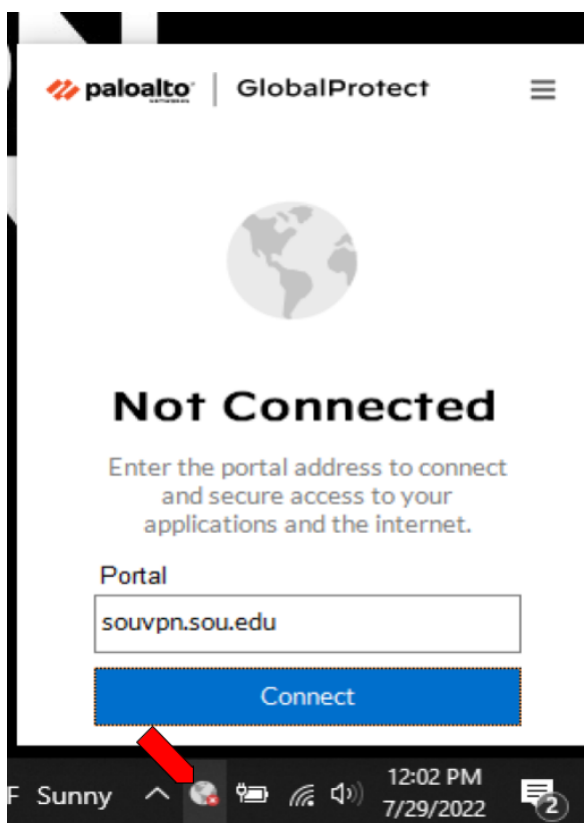 paloalto | GlobalProtect
NETWORKS
Not Connected
Enter the portal address to connect
and secure access to your
applications and the internet.
Portal
souvpn.sou.edu
Connect
F Sunny
12:02 PM
7/29/2022
2